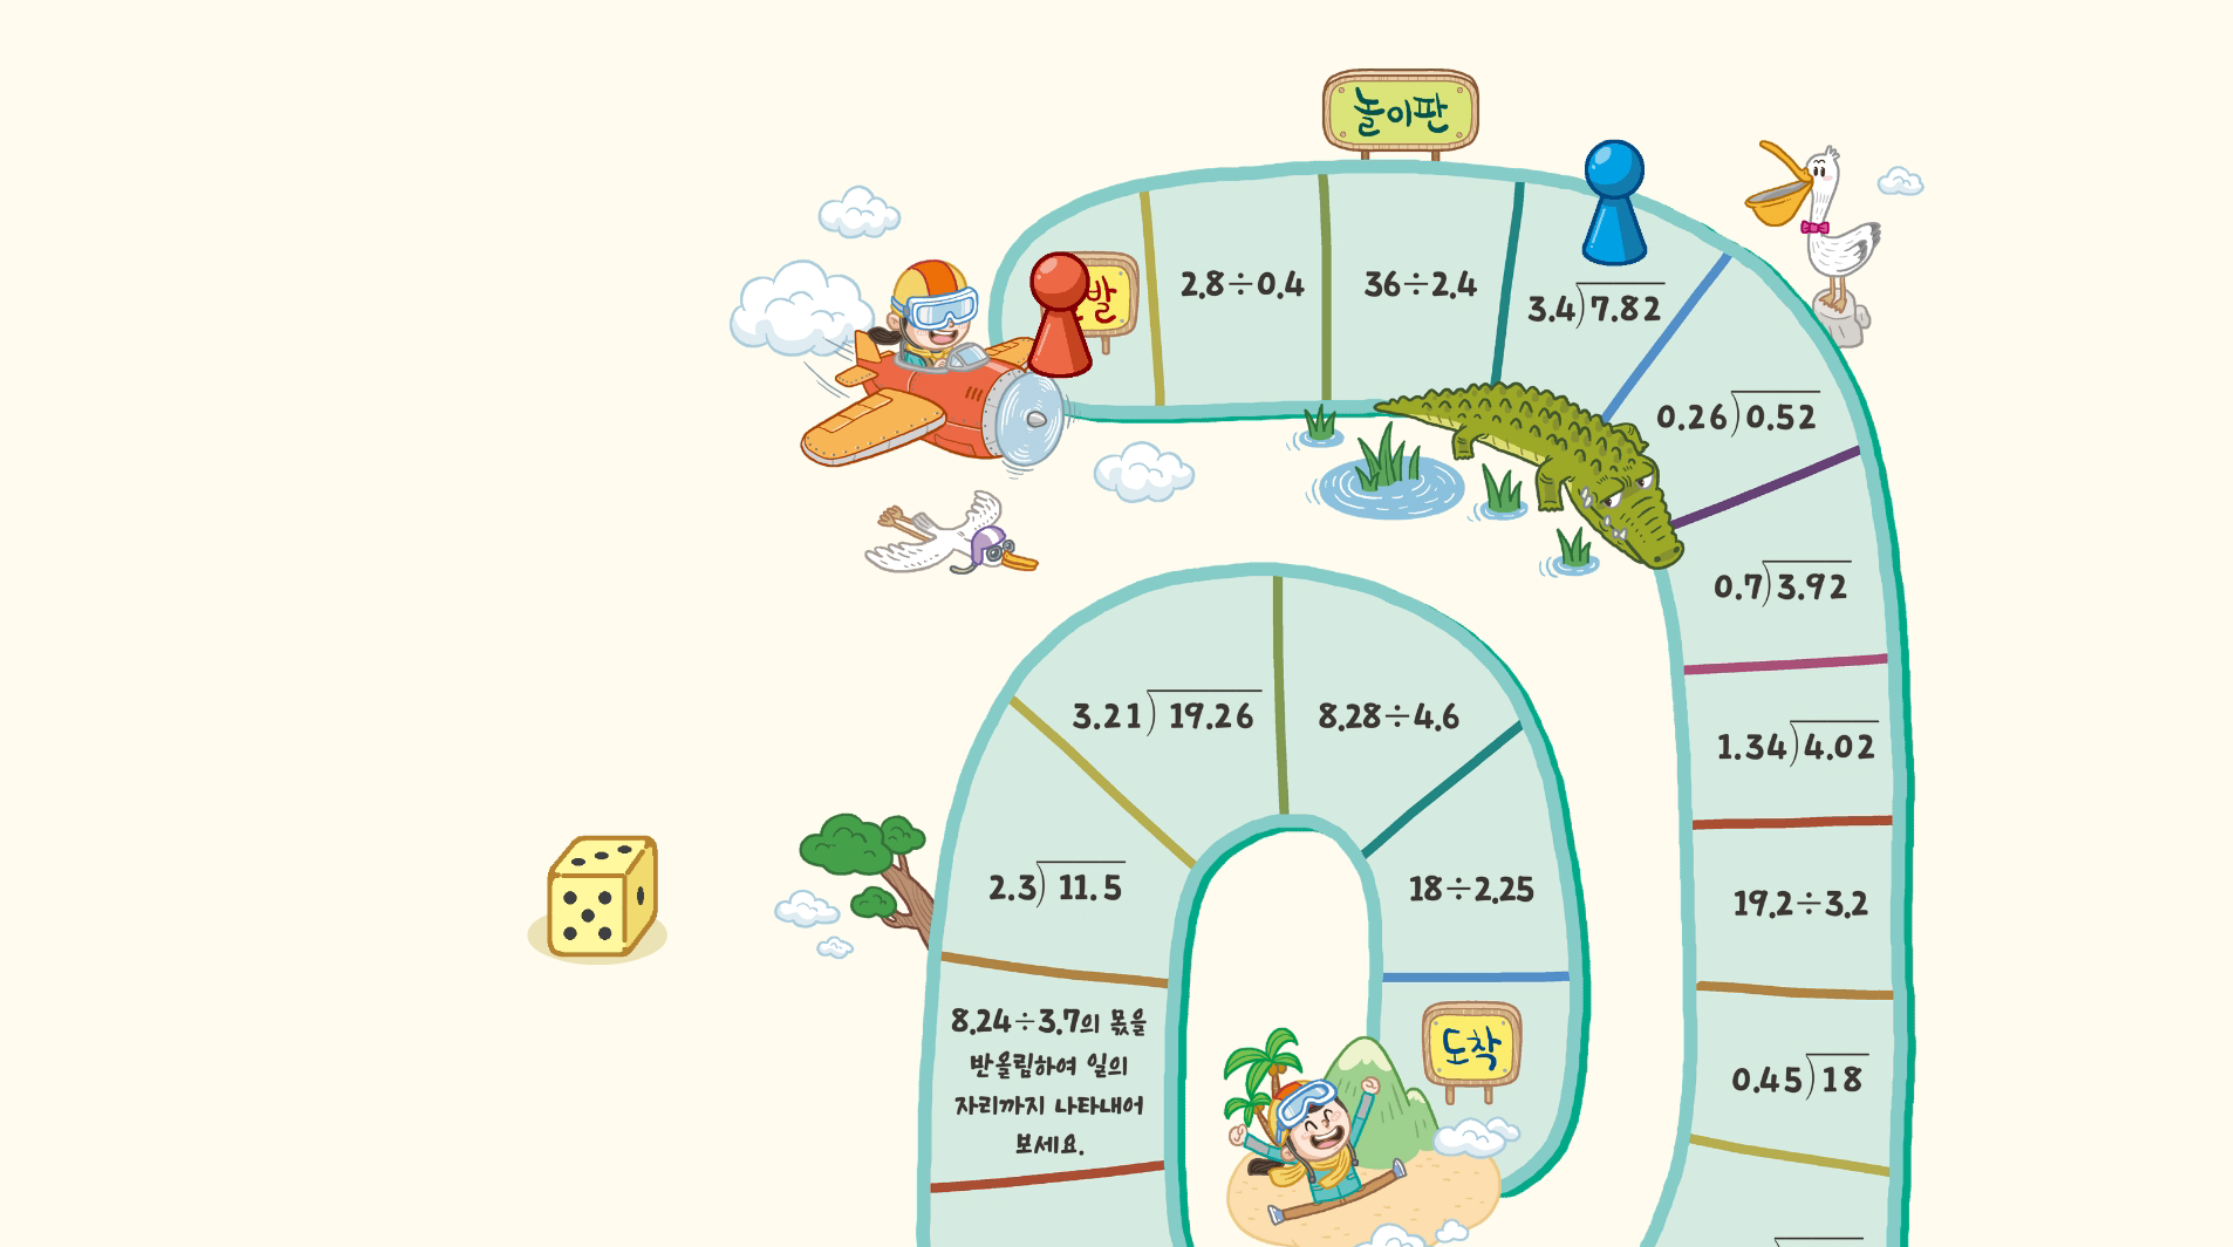 놀이판
발
2.8÷0.4
36÷2.4
3.4)7.82
0.26)0.52
0.7)3.92
1.34)4.02
19.2÷3.2
0.45)18
8.24÷3.7의 몫을
반올림하여 일의
자리까지 나타내어
보세요.
2.3)11.5
3.21)19.26
8.28÷4.6
18÷2.25
도착